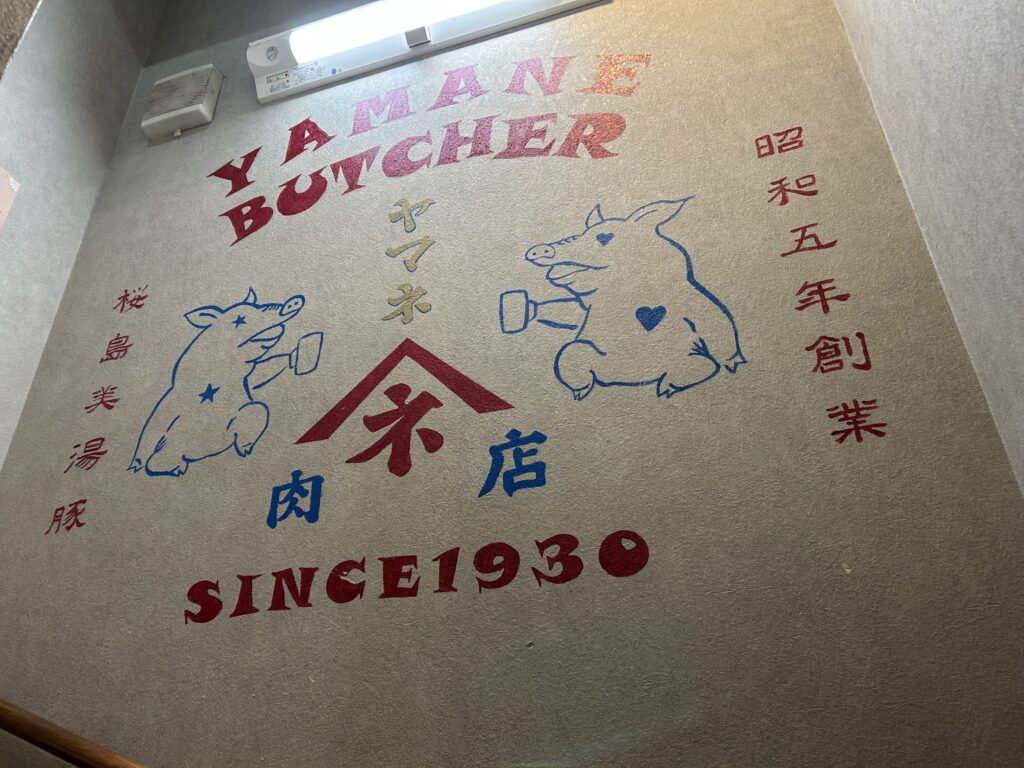 YAMANE
BUTCHER
ヤマネ
昭和五年創業
桜島美湯豚
ネ
肉店
SINCE1930